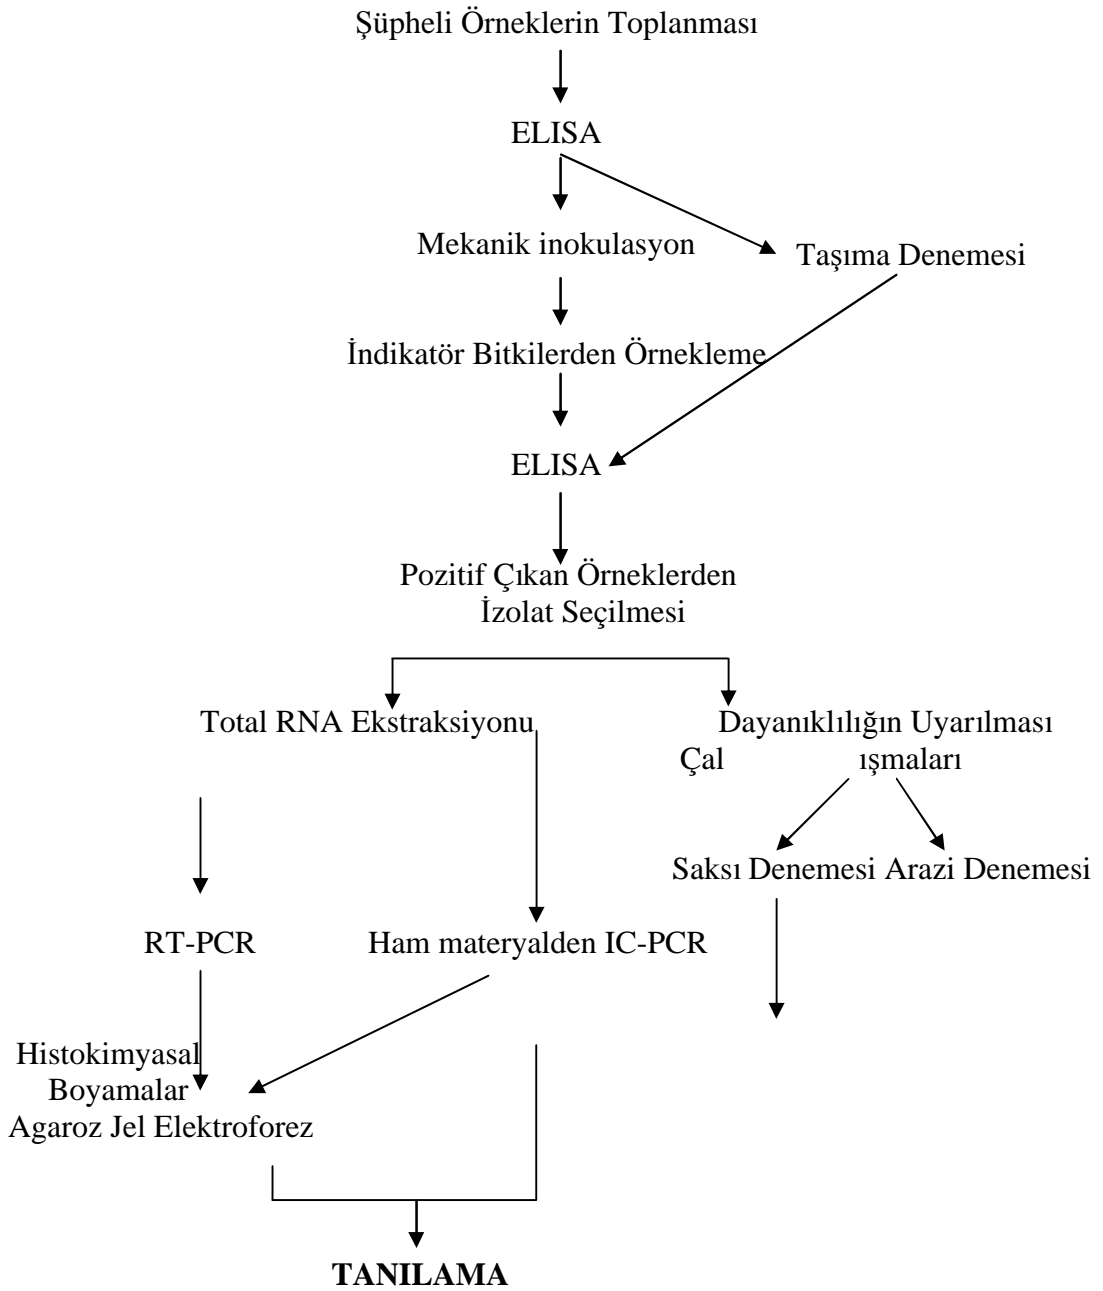 Şüpheli Örneklerin Toplanması
ELISA
Mekanik inokulasyon
Taşıma Denemesi
İndikatör Bitkilerden Örnekleme
ELISA
Pozitif Çıkan Örneklerden
İzolat Seçilmesi
Total RNA Ekstraksiyonu
Dayanıklılığın Uyarılması
Çal ışmaları
Saksı Denemesi Arazi Denemesi
RT-PCR
Ham materyalden IC-PCR
Histokimyasal
Boyamalar
Agaroz Jel Elektroforez
TANILAMA